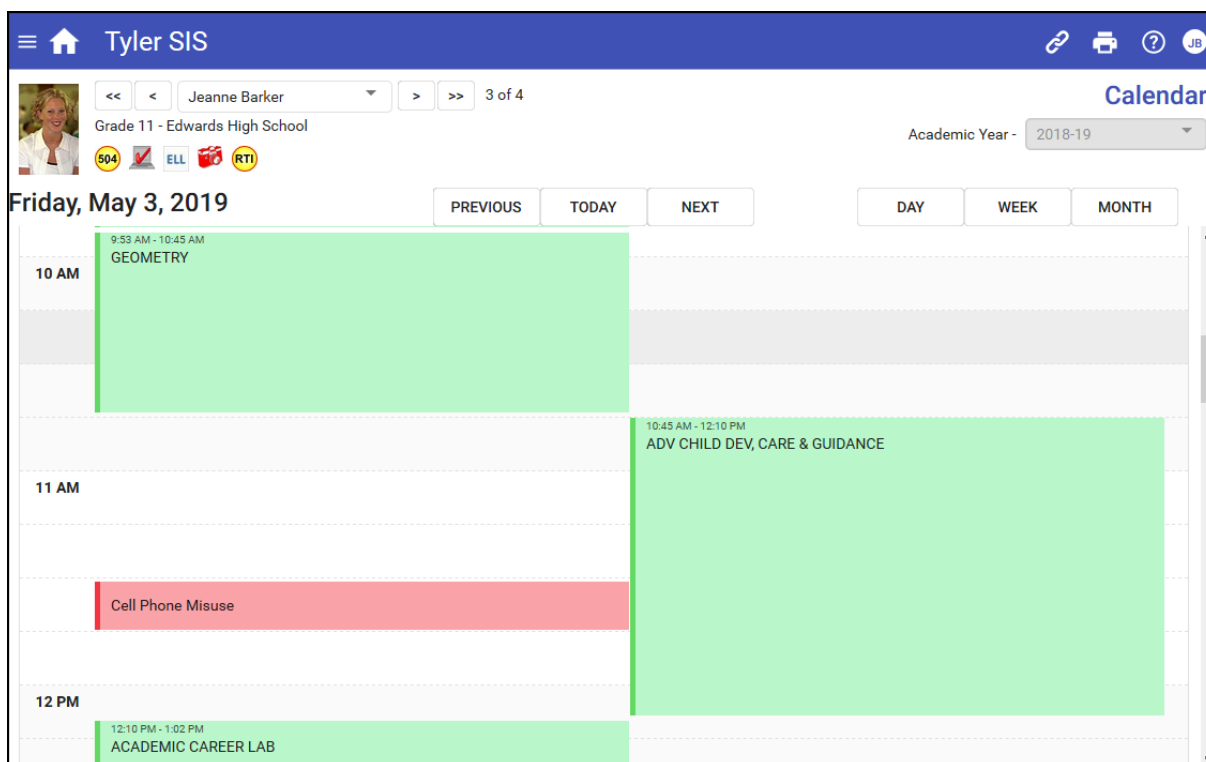 Tyler SIS
JB
<< < Jeanne Barker > >> 3 of 4
Calendar
Grade 11 - Edwards High School
Academic Year - 2018-19
504 ELL RTI
Friday, May 3, 2019
PREVIOUS TODAY NEXT DAY WEEK MONTH
9:53 AM - 10:45 AM
GEOMETRY
10 AM
10:45 AM - 12:10 PM
ADV CHILD DEV, CARE & GUIDANCE
11 AM
Cell Phone Misuse
12 PM
12:10 PM - 1:02 PM
ACADEMIC CAREER LAB